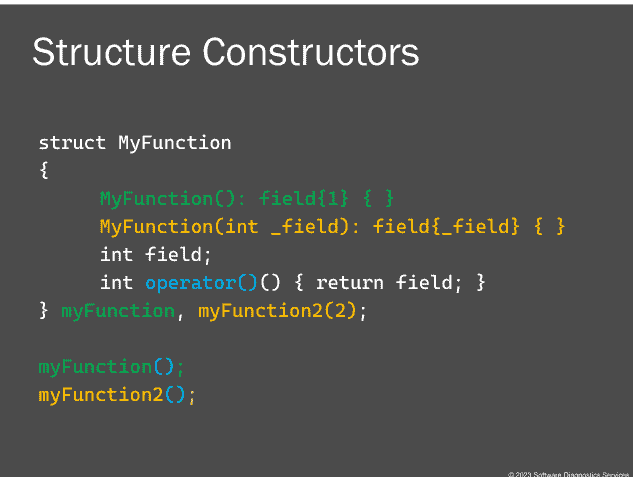 Structure Constructors
struct MyFunction
{
MyFunction(): field{1} { }
MyFunction(int _field): field{_field} { }
int field;
int operator()() { return field; }
} myFunction, myFunction2(2);
myFunction();
myFunction2();
© 2023 Software Diagnostics Services